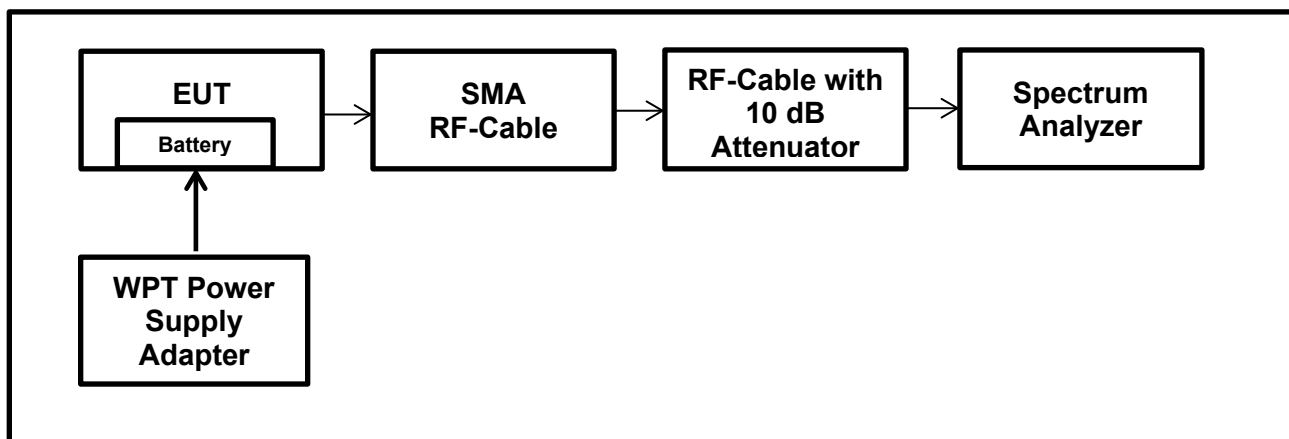 EUT
Battery
SMA
RF-Cable
RF-Cable with
10 dB
Attenuator
Spectrum
Analyzer
WPT Power
Supply
Adapter